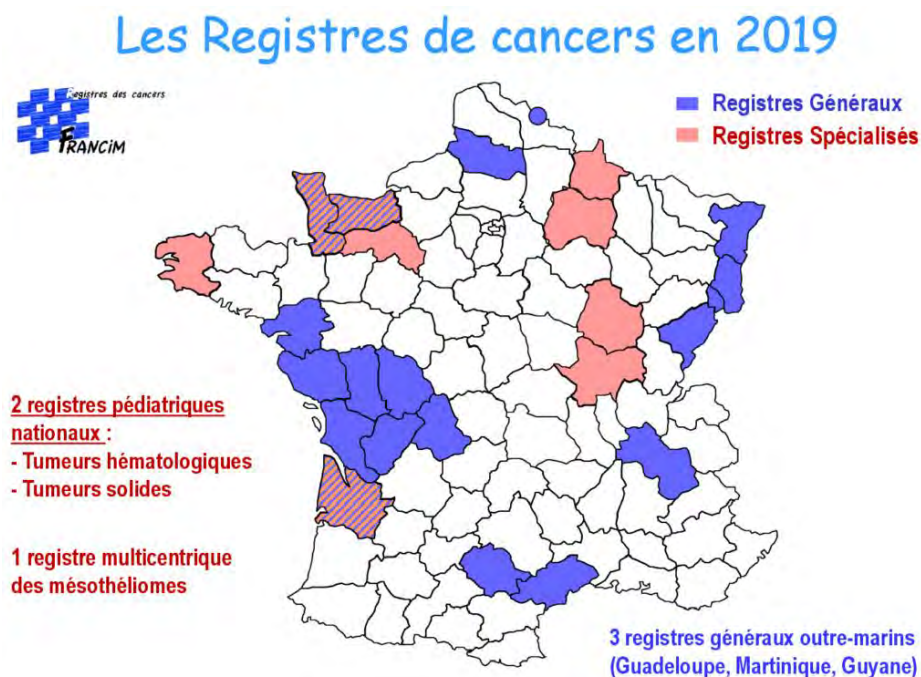 Les Registres de cancers en 2019
Registres des cancers
FRANCIM
Registres Généraux
Registres Spécialisés
2 registres pédiatriques
nationaux :
- Tumeurs hématologiques
- Tumeurs solides
1 registre multicentrique
des mésothéliomes
3 registres généraux outre-marins
(Guadeloupe, Martinique, Guyane)